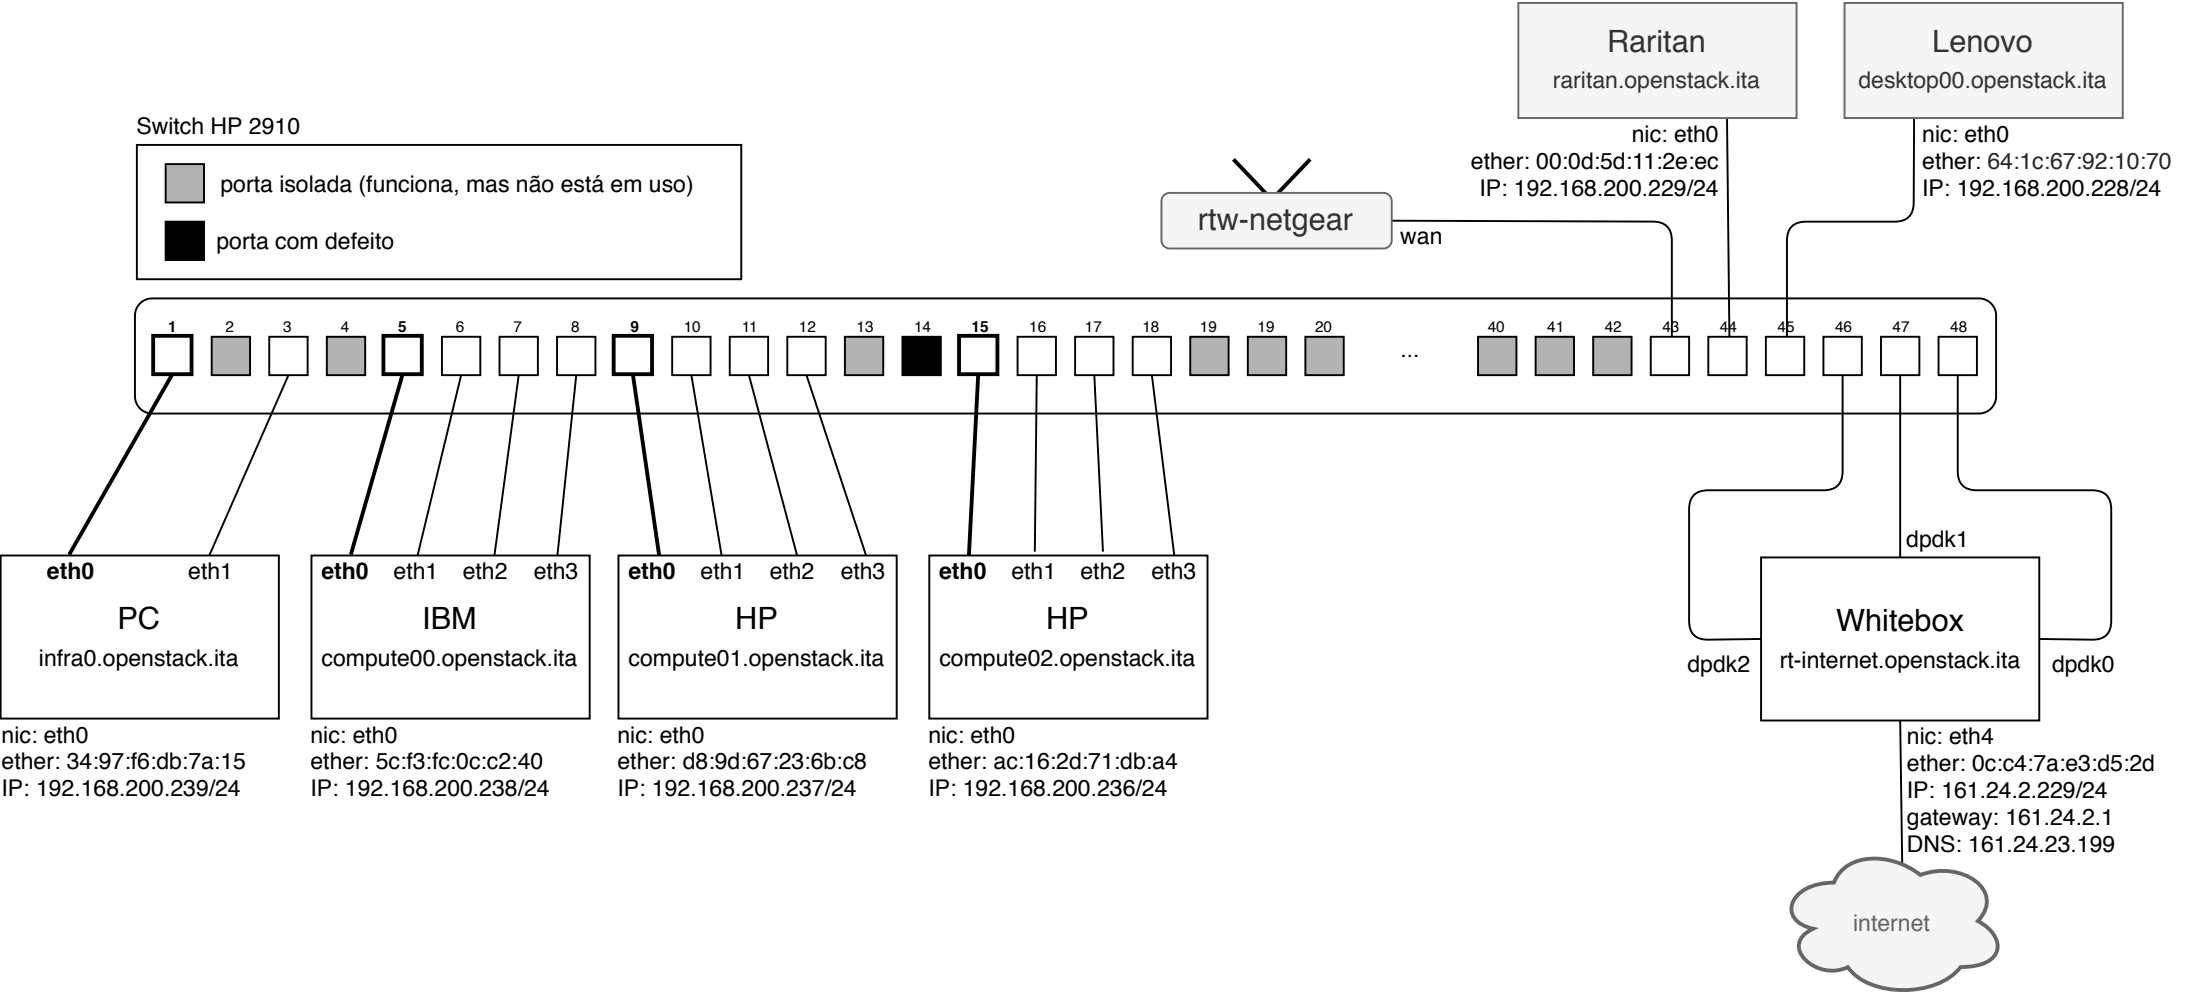 Raritan
raritan.openstack.ita
Lenovo
desktop00.openstack.ita
nic: eth0
ether: 00:0d:5d:11:2e:ec
IP: 192.168.200.229/24
nic: eth0
ether: 64:1c:67:92:10:70
IP: 192.168.200.228/24
Switch HP 2910
porta isolada (funciona, mas não está em uso)
porta com defeito
rtw-netgear
wan
1 2 3 4 5 6 7 8 9 10 11 12 13 14 15 16 17 18 19 19 20 ... 40 41 42 43 44 45 46 47 48
eth0 eth1
PC
infra0.openstack.ita
nic: eth0
ether: 34:97:f6:db:7a:15
IP: 192.168.200.239/24
eth0 eth1 eth2 eth3
IBM
compute00.openstack.ita
nic: eth0
ether: 5c:f3:fc:0c:c2:40
IP: 192.168.200.238/24
eth0 eth1 eth2 eth3
HP
compute01.openstack.ita
nic: eth0
ether: d8:9d:67:23:6b:c8
IP: 192.168.200.237/24
eth0 eth1 eth2 eth3
HP
compute02.openstack.ita
nic: eth0
ether: ac:16:2d:71:db:a4
IP: 192.168.200.236/24
dpdk1
Whitebox
rt-internet.openstack.ita
dpdk2
dpdk0
nic: eth4
ether: 0c:c4:7a:e3:d5:2d
IP: 161.24.2.229/24
gateway: 161.24.2.1
DNS: 161.24.23.199
internet